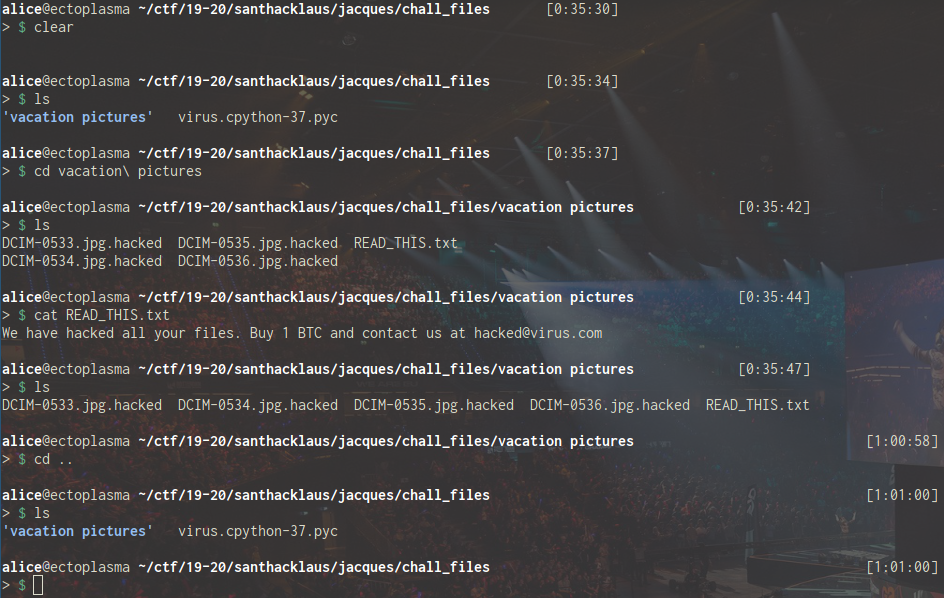 alice@ectoplasma ~/ctf/19-20/santhacklaus/jacques/chall_files [0:35:30]
> $ clear
alice@ectoplasma ~/ctf/19-20/santhacklaus/jacques/chall_files [0:35:34]
> $ ls
'vacation pictures' virus.cpython-37.pyc
alice@ectoplasma ~/ctf/19-20/santhacklaus/jacques/chall_files [0:35:37]
> $ cd vacation\ pictures
alice@ectoplasma ~/ctf/19-20/santhacklaus/jacques/chall_files/vacation pictures [0:35:42]
> $ ls
DCIM-0533.jpg.hacked DCIM-0535.jpg.hacked READ_THIS.txt
DCIM-0534.jpg.hacked DCIM-0536.jpg.hacked
alice@ectoplasma ~/ctf/19-20/santhacklaus/jacques/chall_files/vacation pictures [0:35:44]
> $ cat READ_THIS.txt
We have hacked all your files. Buy 1 BTC and contact us at hacked@virus.com
alice@ectoplasma ~/ctf/19-20/santhacklaus/jacques/chall_files/vacation pictures [0:35:47]
> $ ls
DCIM-0533.jpg.hacked DCIM-0534.jpg.hacked DCIM-0535.jpg.hacked DCIM-0536.jpg.hacked READ_THIS.txt
alice@ectoplasma ~/ctf/19-20/santhacklaus/jacques/chall_files/vacation pictures [1:00:58]
> $ cd ..
alice@ectoplasma ~/ctf/19-20/santhacklaus/jacques/chall_files [1:01:00]
> $ ls
'vacation pictures' virus.cpython-37.pyc
alice@ectoplasma ~/ctf/19-20/santhacklaus/jacques/chall_files [1:01:00]
> $